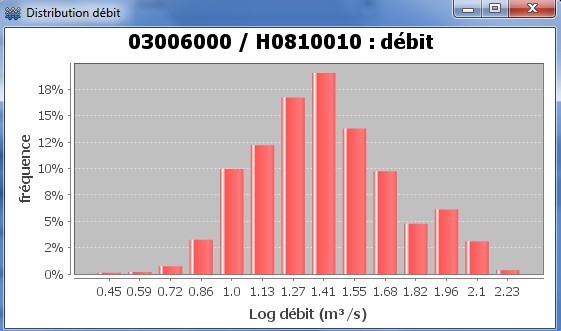 Distribution débit
03006000 / H0810010 : débit
fréquence
18%
15%
12%
10%
8%
5%
2%
0%
0.45 0.59 0.72 0.86 1.0 1.13 1.27 1.41 1.55 1.68 1.82 1.96 2.1 2.23
Log débit (m³/s)